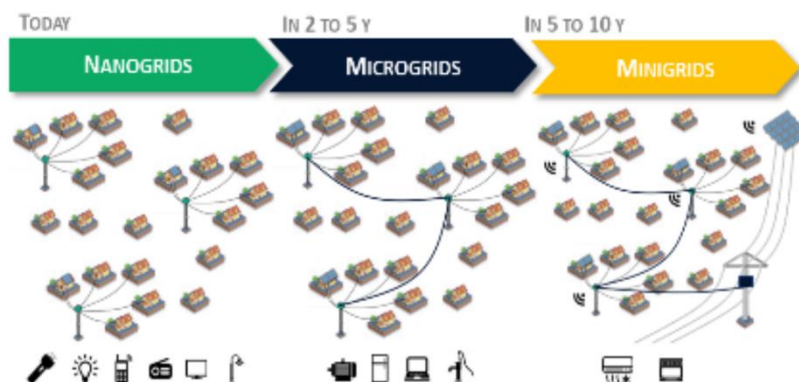 TODAY
IN 2 TO 5 Y
IN 5 TO 10 Y
NANOGRIDS
MICROGRIDS
MINIGRIDS